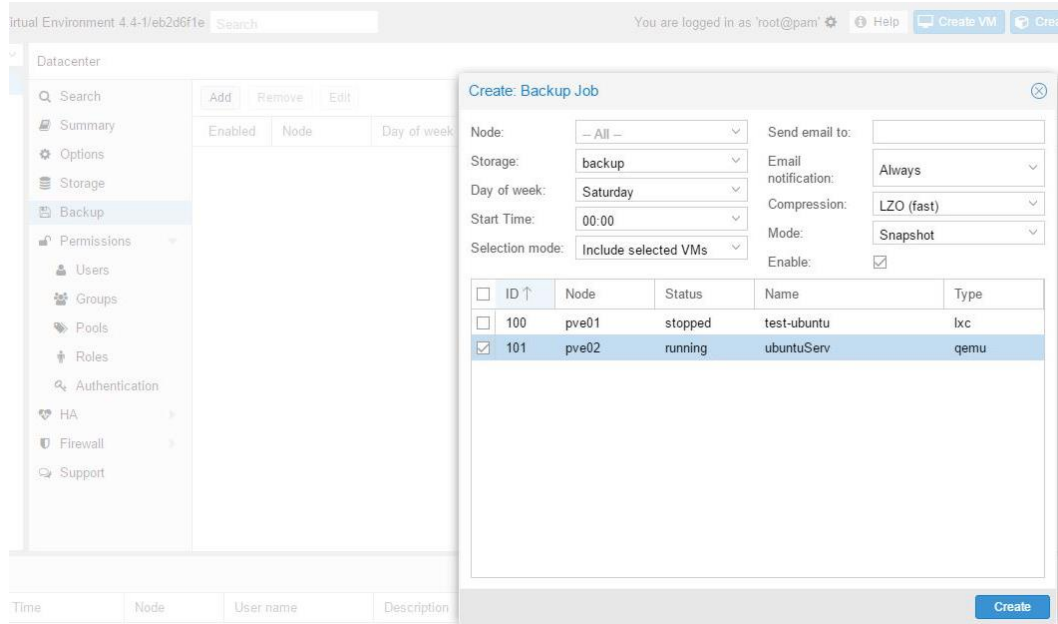 irtual Environment 4.4-1/eb2d6f1e Search You are logged in as 'root@pam' Help Create VM Crea
Datacenter
Search
Summary
Options
Storage
Backup
Permissions
Users
Groups
Pools
Roles
Authentication
HA
Firewall
Support
Add Remove Edit
Enabled Node Day of week
Create: Backup Job
Node: -- All --
Storage: backup
Day of week: Saturday
Start Time: 00:00
Selection mode: Include selected VMs
Send email to:
Email
notification: Always
Compression: LZO (fast)
Mode: Snapshot
Enable:
ID ↑ Node Status Name Type
100 pve01 stopped test-ubuntu lxc
101 pve02 running ubuntuServ qemu
Create
Time Node User name Description